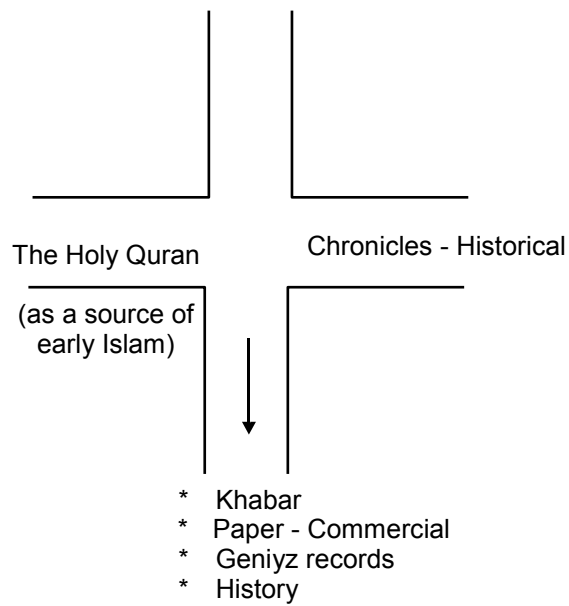 The Holy Quran
Chronicles - Historical
(as a source of
early Islam)
* Khabar
* Paper - Commercial
* Geniyz records
* History